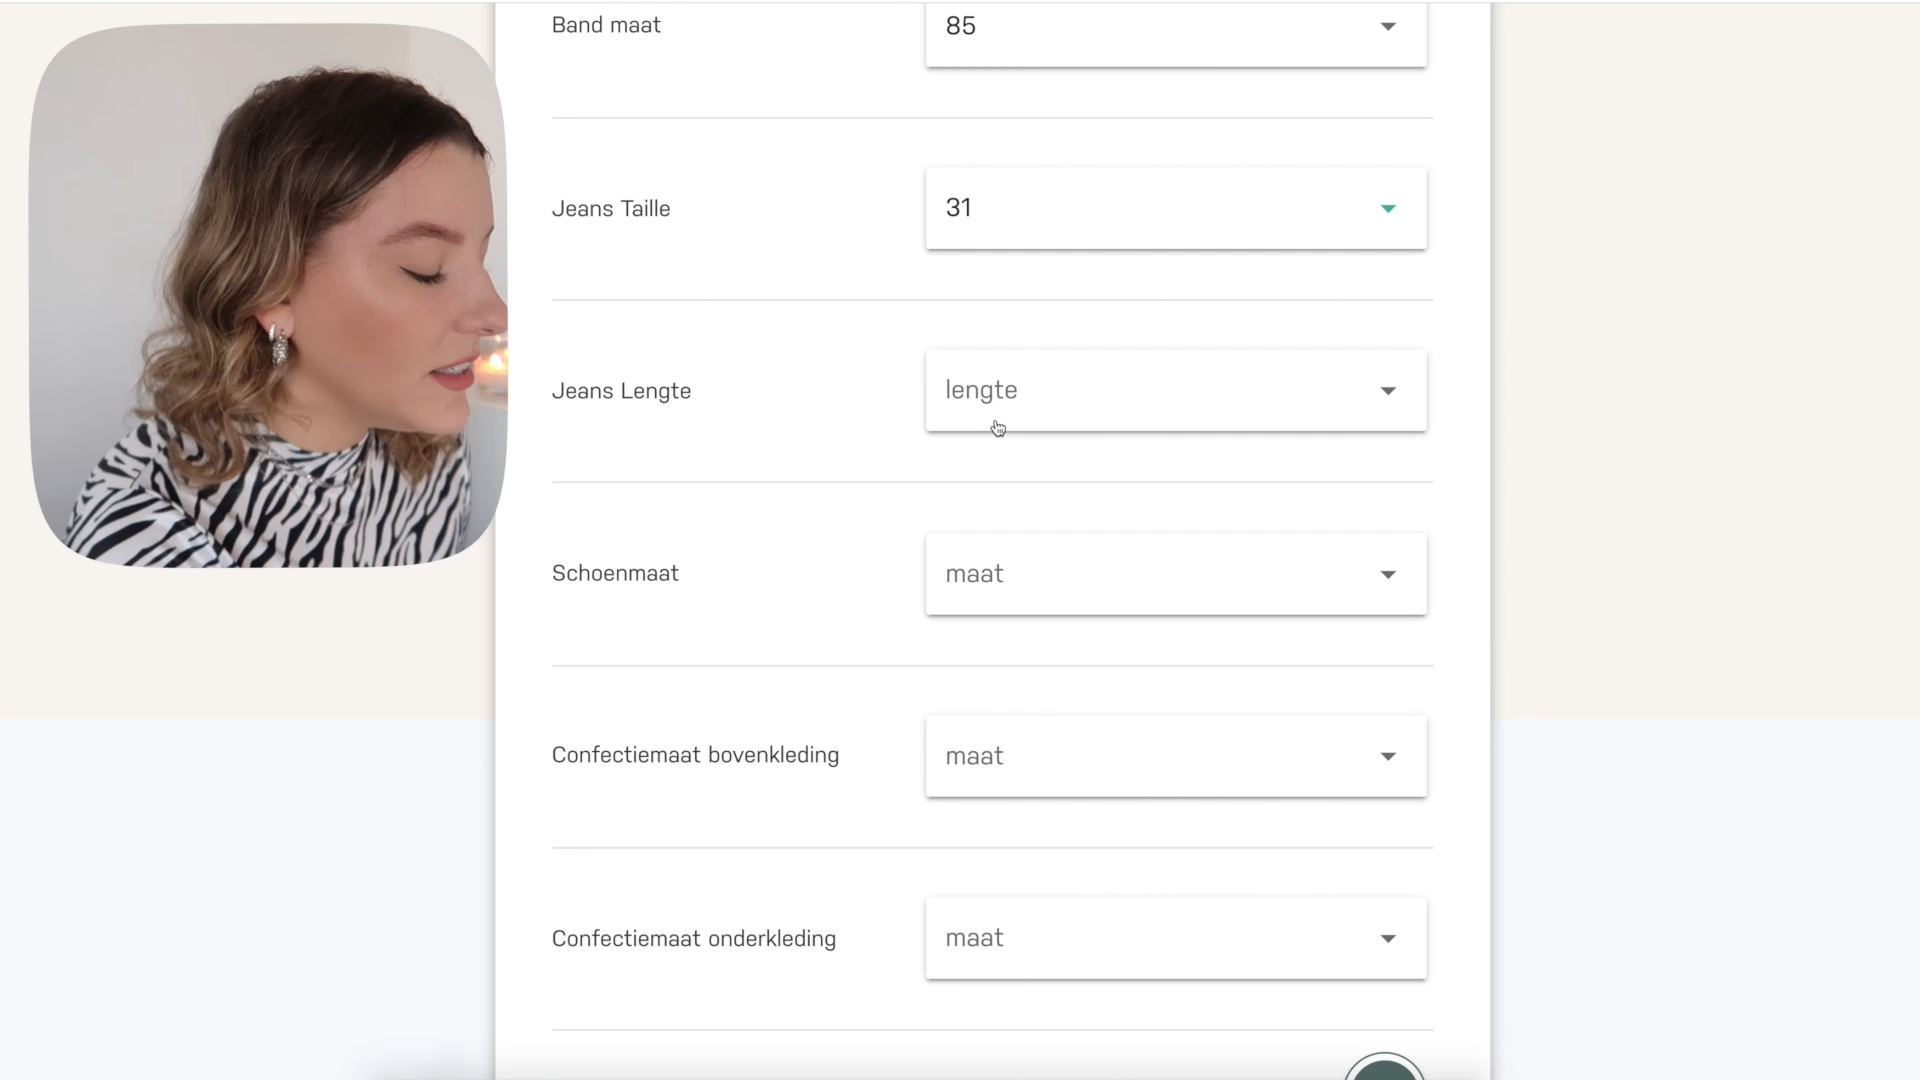 Band maat
85
Jeans Taille
31
Jeans Lengte
lengte
Schoenmaat
maat
Confectiemaat bovenkleding
maat
Confectiemaat onderkleding
maat